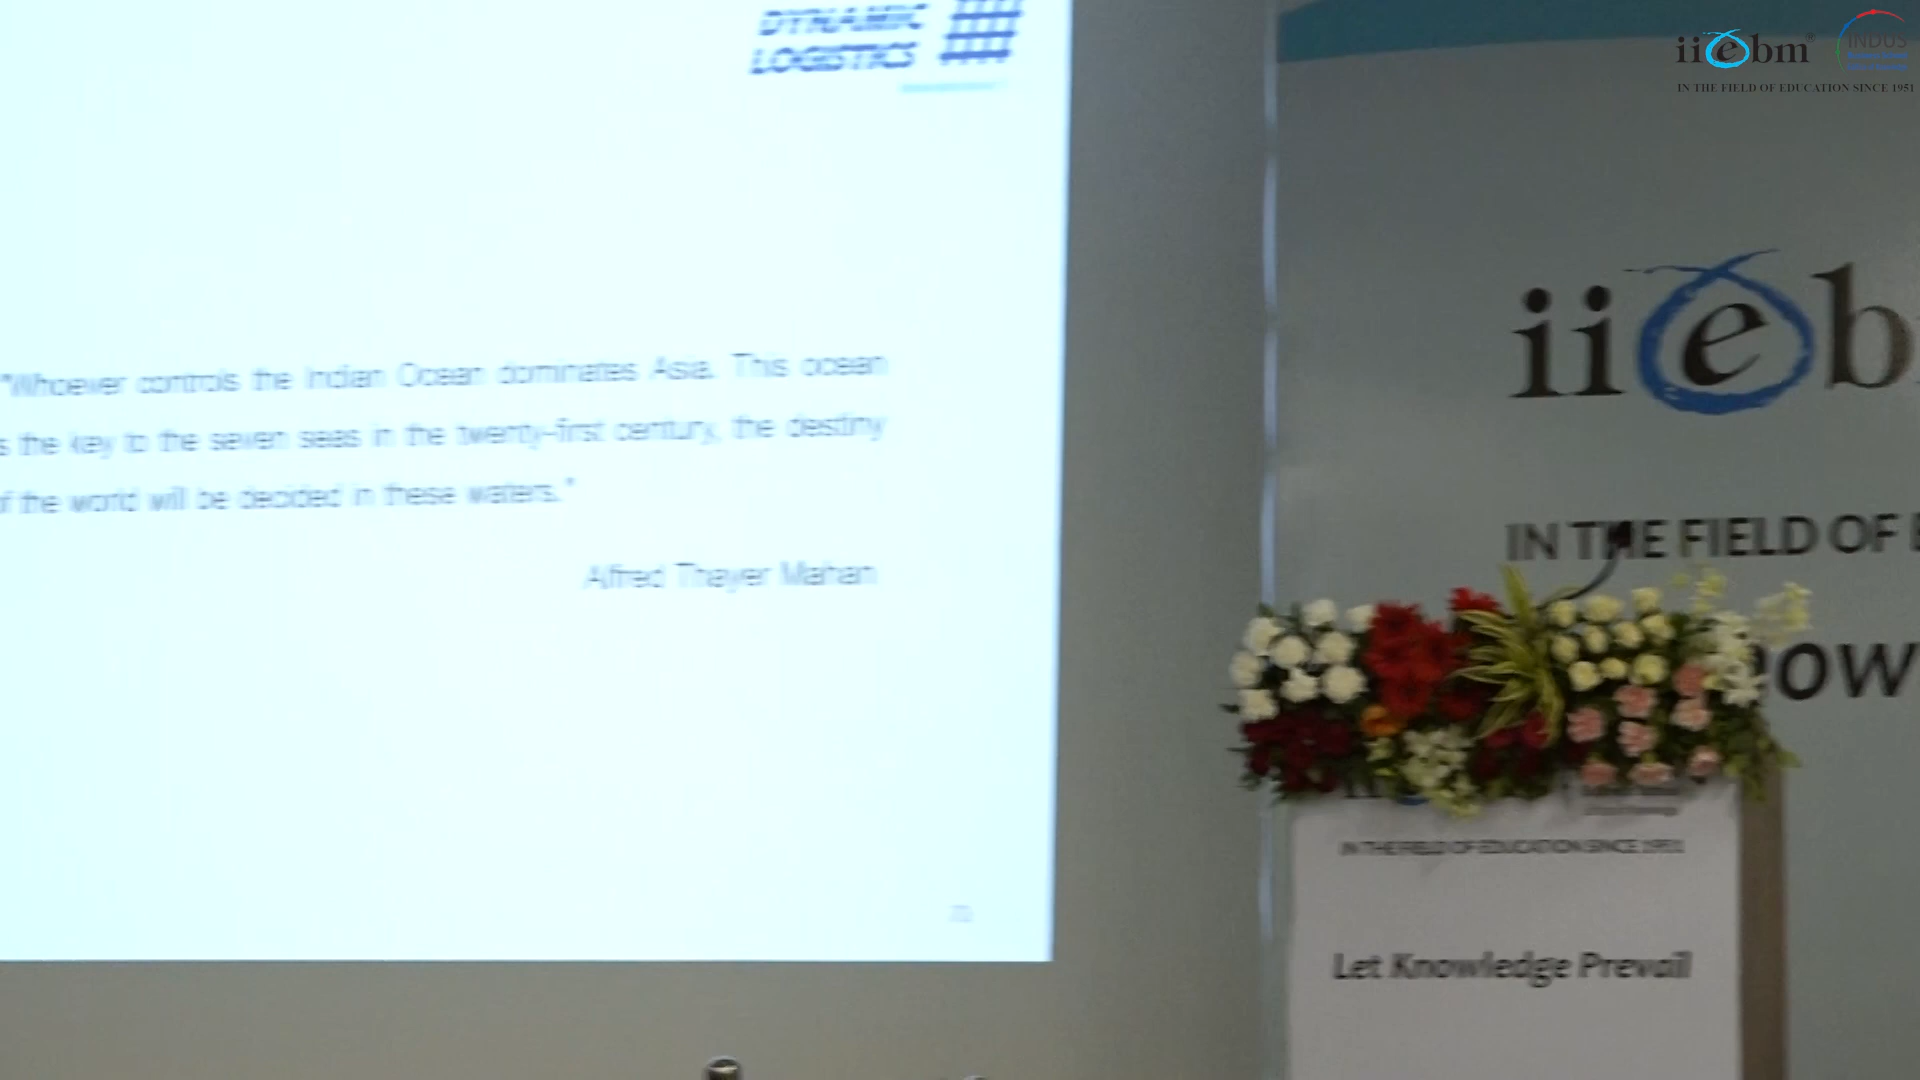 DYNAMIC
LOGISTICS
"Whoever controls the Indian Ocean dominates Asia. This ocean
s the key to the seven seas in the twenty-first century, the destiny
of the world will be decided in these waters."
Alfred Thayer Mahan
iiebm®
INDUS
IN THE FIELD OF EDUCATION SINCE 1951
iieb
IN THE FIELD OF E
OW
IN THE FIELD OF EDUCATION SINCE 1951
Let Knowledge Prevail